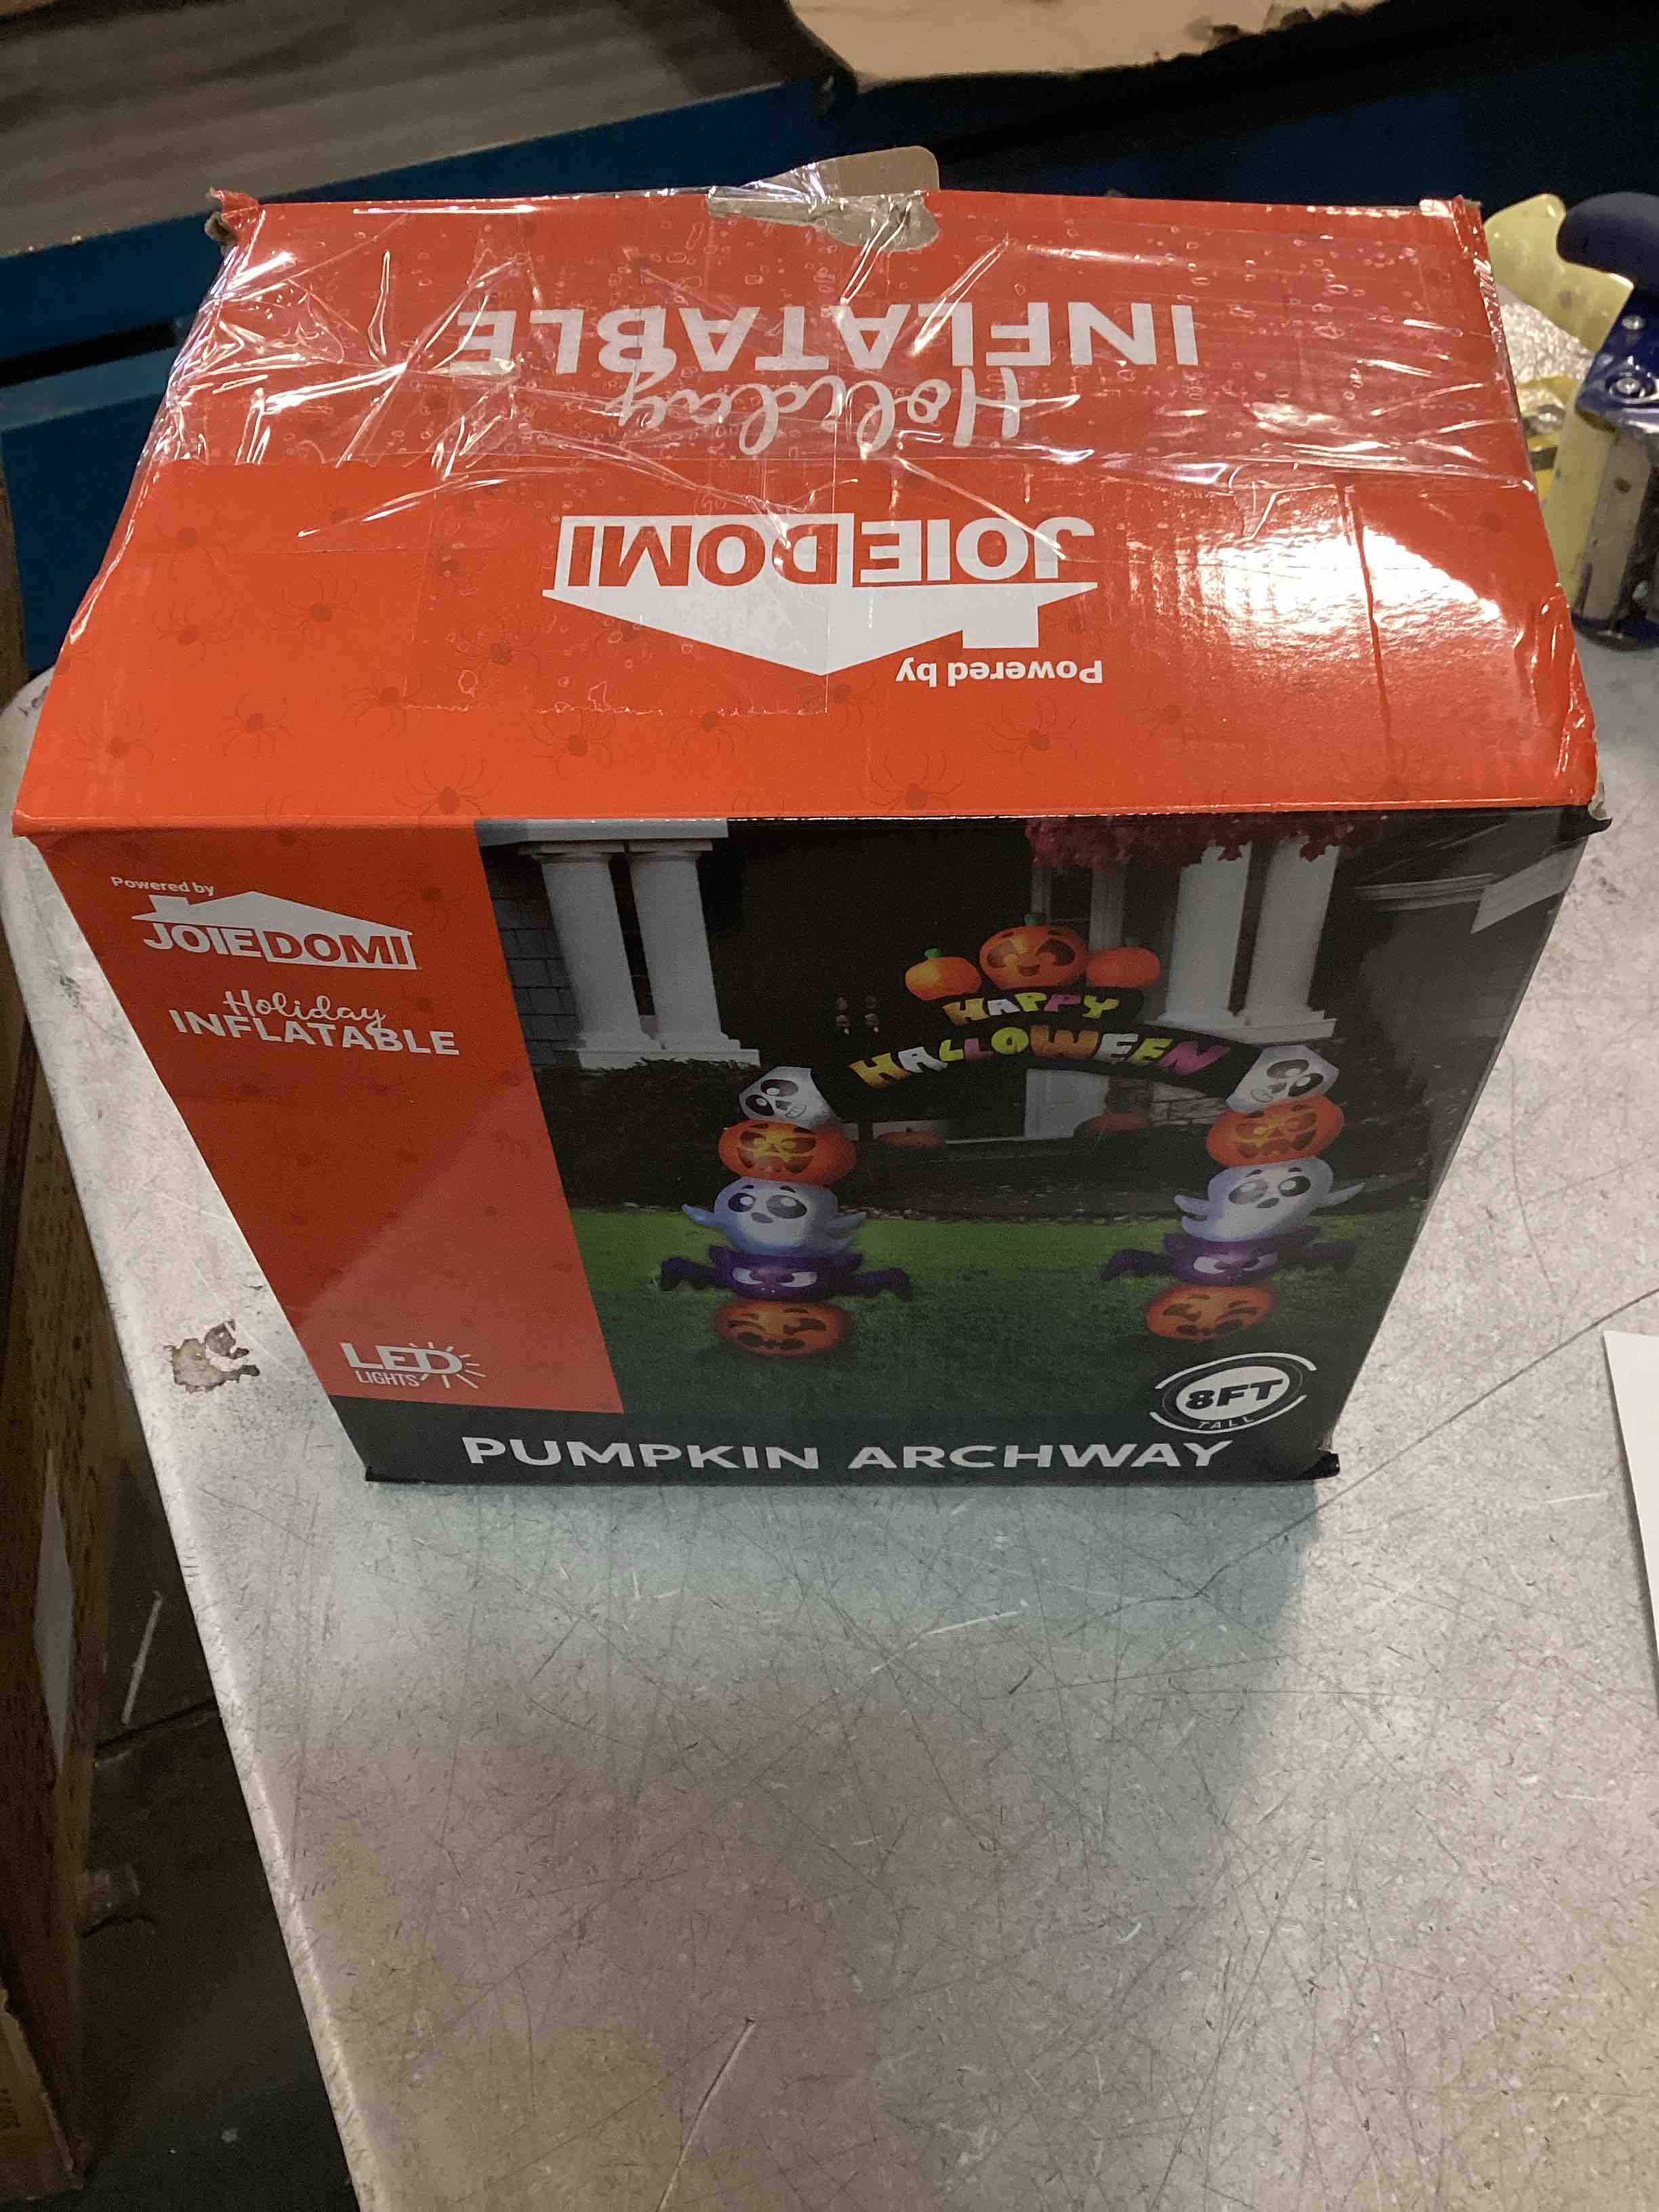 INFLATABLE
Holiday
JOIEDOMI
Powered by
Powered by
JOIEDOMI
Holiday
INFLATABLE
HAPPY
HALLOWEEN
LED
LIGHTS
8FT
TALL
PUMPKIN ARCHWAY